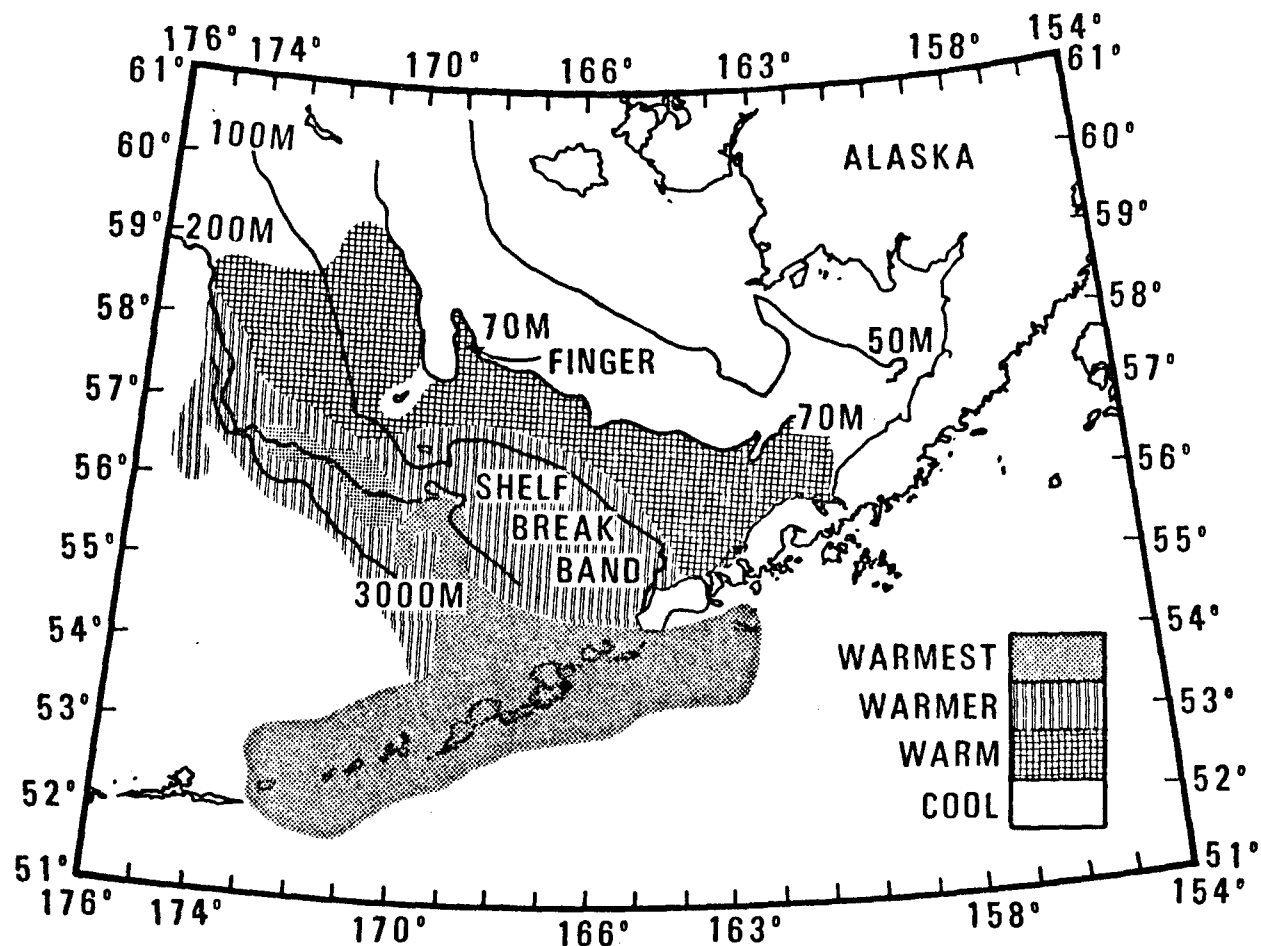 176° 174° 170° 166° 163° 158° 154°
61° 61°
100M
60° ALASKA 60°
59° 200M 59°
58° 58°
70M 50M
FINGER
57° 57°
70M
56° 56°
SHELF
BREAK
55° 55°
BAND
3000M
54° 54°
WARMEST
53° WARMER 53°
WARM
52° 52°
COOL
51° 51°
176° 174° 170° 166° 163° 158° 154°